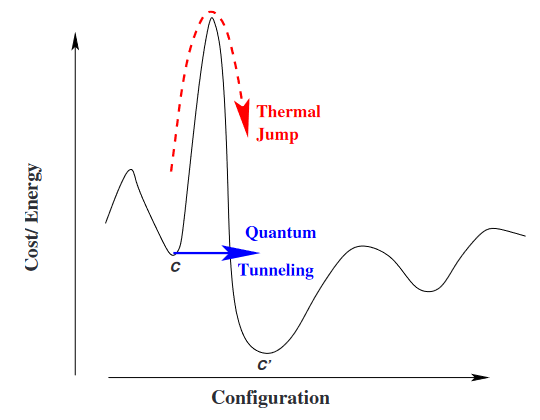 Thermal
Jump
Cost/ Energy
Quantum
Tunneling
C
C'
Configuration